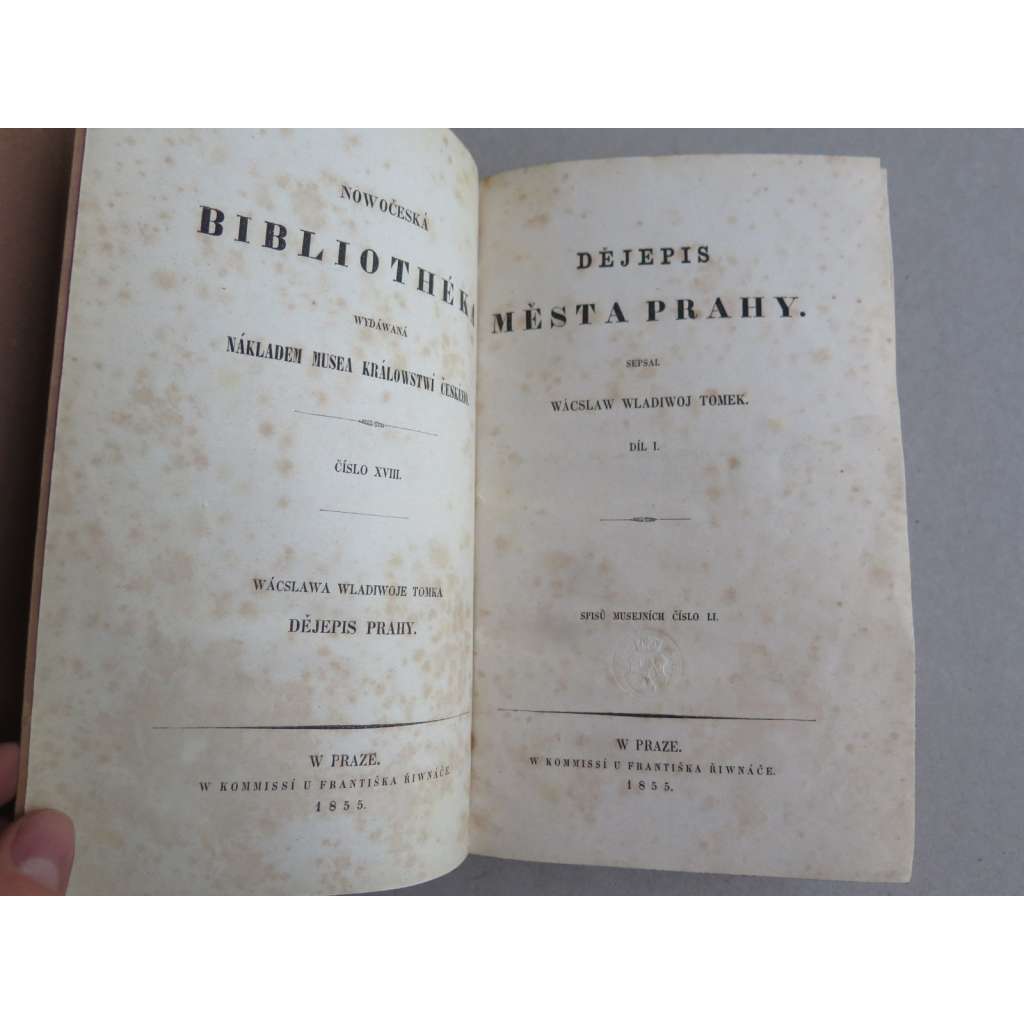 NOWOČESKÁ
BIBLIOTHÉKA
WYDÁWANÁ
NÁKLADEM MUSEA KRÁLOWSTWÍ ČESKÉHO.
ČÍSLO XVIII.
WÁCSLAWA WLADIWOJE TOMKA
DĚJEPIS PRAHY.
W PRAZE.
W KOMMISSÍ U FRANTIŠKA ŘIWNÁČE.
1855.
DĚJEPIS
MĚSTA PRAHY.
SEPSAL
WÁCSLAW WLADIWOJ TOMEK.
DÍL I.
SPISŮ MUSEJNÍCH ČÍSLO LI.
W PRAZE.
W KOMMISSÍ U FRANTIŠKA ŘIWNÁČE.
1855.